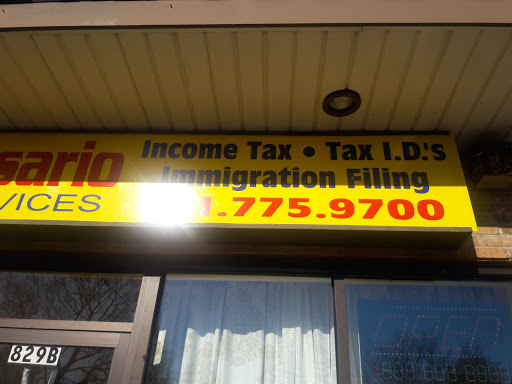 sario
VICES
Income Tax • Tax I.D.'s
Immigration Filing
1.775.9700
829B
OPEN